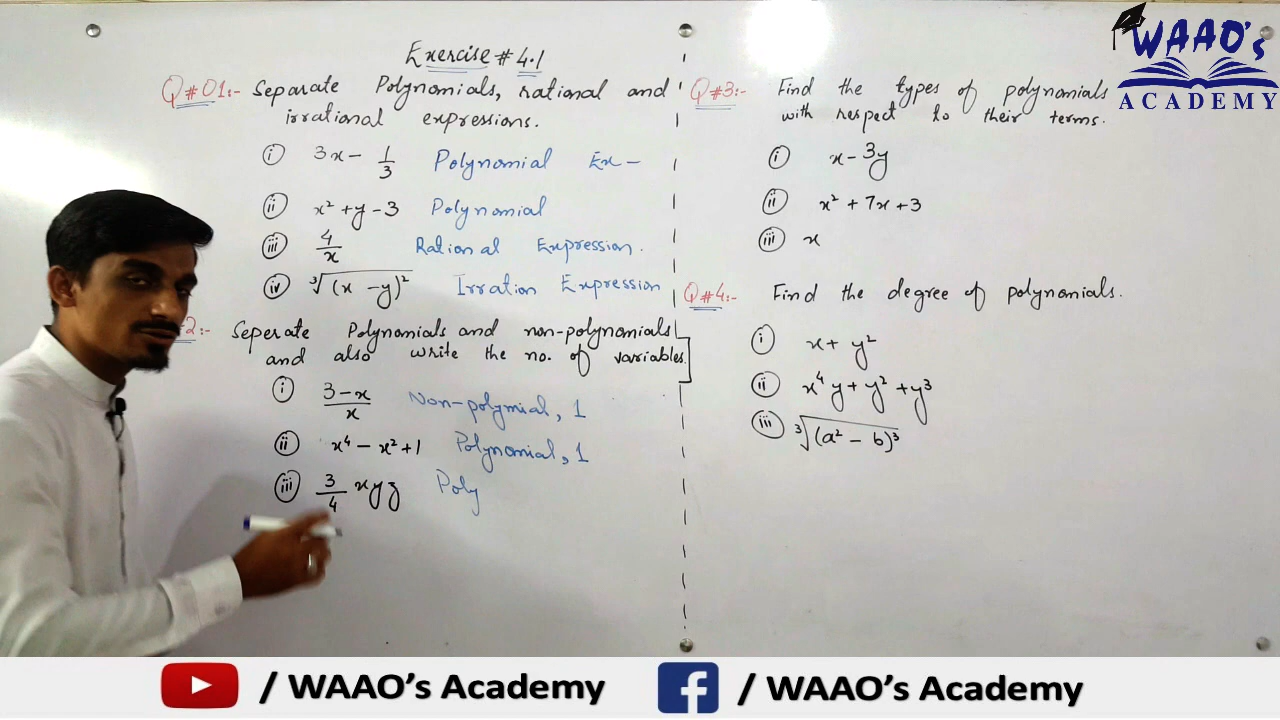 WAAO's
ACADEMY
Exercise # 4.1
Q#01:- Separate Polynomials, rational and
irrational expressions.
i 3x - 1/3 Polynomial Ex -
ii x² + y - 3 Polynomial
iii 4/x Rational Expression.
iv ∛(x - y)² Irration Expression
2:- Seperate Polynomials and non-polynomials
and also write the no. of variables.
i 3-x/x Non-polymial, 1
ii x⁴ - x² + 1 Polynomial, 1
iii 3/4 xyz Poly
Q#3:- Find the types of polynomials
with respect to their terms.
i x - 3y
ii x² + 7x + 3
iii x
Q#4:- Find the degree of polynomials.
i x + y²
ii x⁴y + y² + y³
iii ∛(a² - b)³
/ WAAO's Academy
/ WAAO's Academy